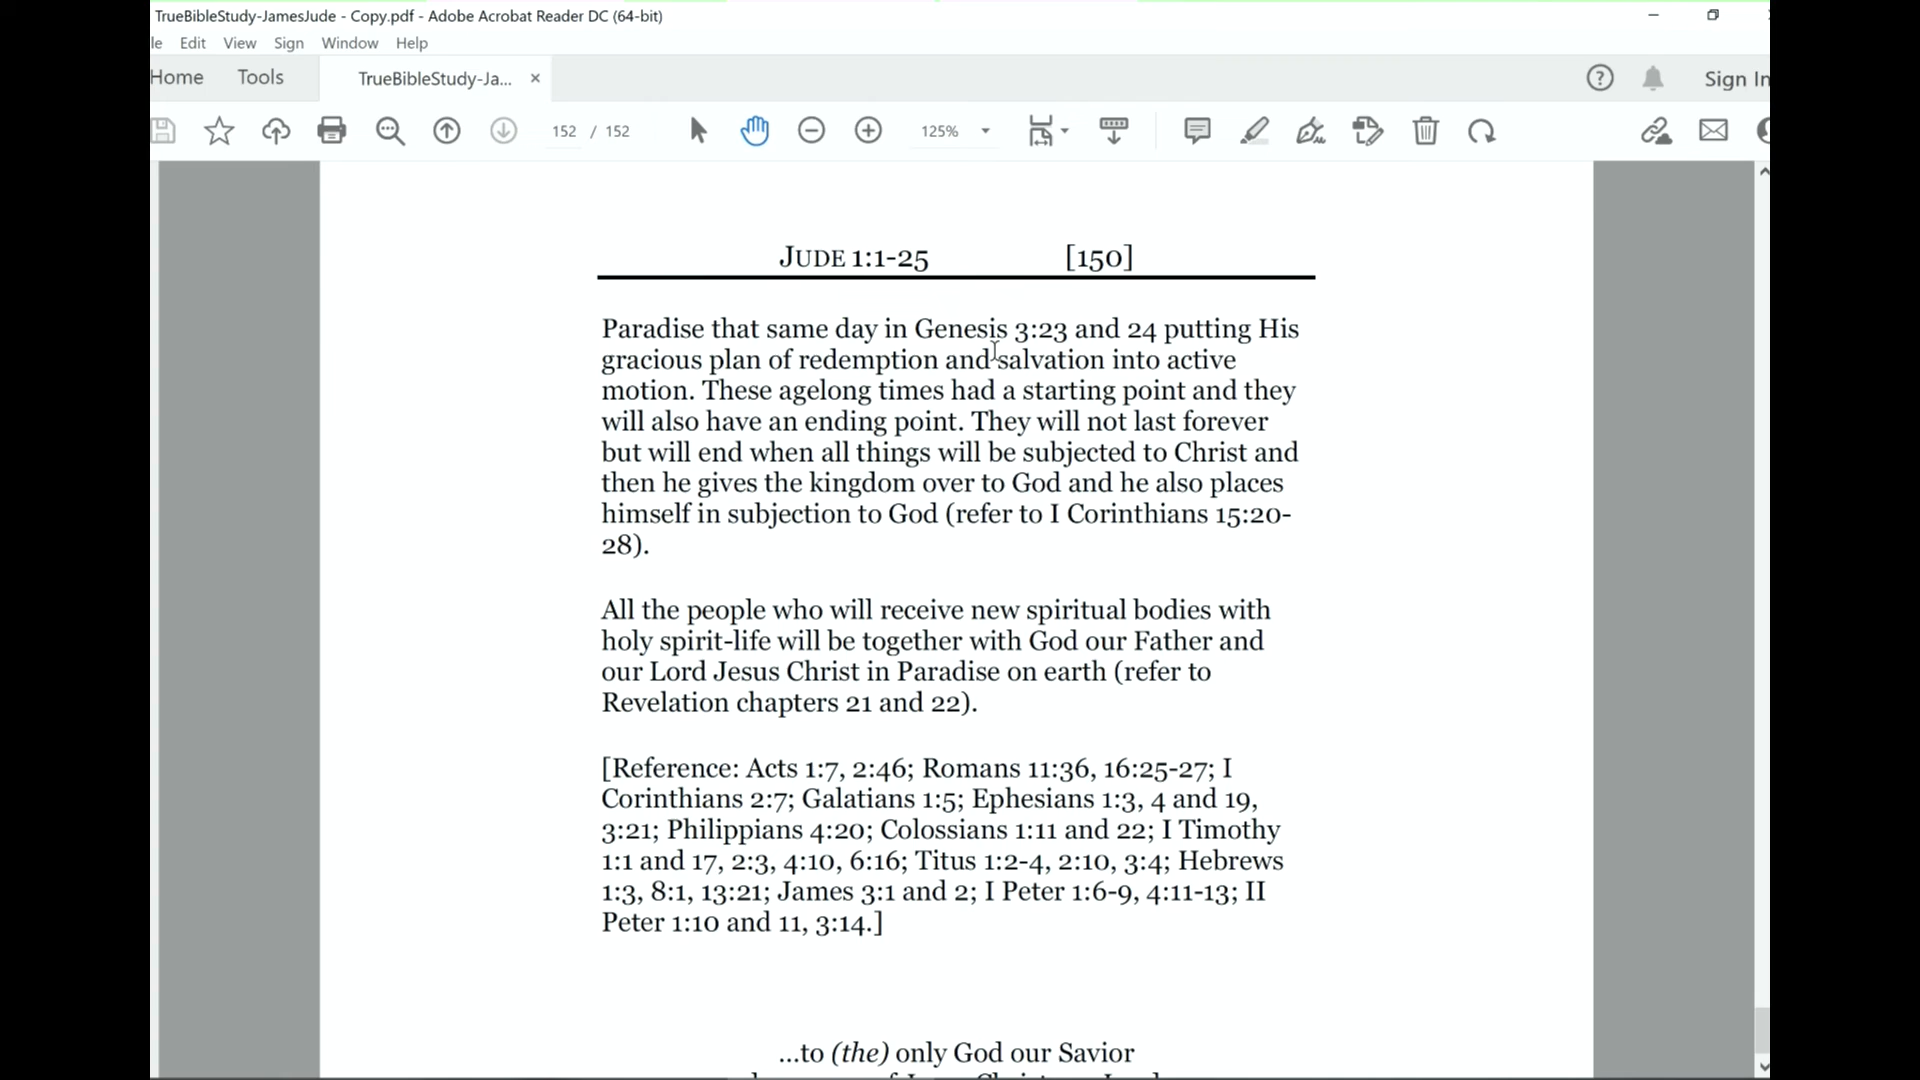 TrueBibleStudy-JamesJude - Copy.pdf - Adobe Acrobat Reader DC (64-bit)
Edit View Sign Window Help
Home Tools TrueBibleStudy-Ja... × Sign In
152 / 152 125%
JUDE 1:1-25 [150]
Paradise that same day in Genesis 3:23 and 24 putting His
gracious plan of redemption and salvation into active
motion. These agelong times had a starting point and they
will also have an ending point. They will not last forever
but will end when all things will be subjected to Christ and
then he gives the kingdom over to God and he also places
himself in subjection to God (refer to I Corinthians 15:20-
28).
All the people who will receive new spiritual bodies with
holy spirit-life will be together with God our Father and
our Lord Jesus Christ in Paradise on earth (refer to
Revelation chapters 21 and 22).
[Reference: Acts 1:7, 2:46; Romans 11:36, 16:25-27; I
Corinthians 2:7; Galatians 1:5; Ephesians 1:3, 4 and 19,
3:21; Philippians 4:20; Colossians 1:11 and 22; I Timothy
1:1 and 17, 2:3, 4:10, 6:16; Titus 1:2-4, 2:10, 3:4; Hebrews
1:3, 8:1, 13:21; James 3:1 and 2; I Peter 1:6-9, 4:11-13; II
Peter 1:10 and 11, 3:14.]
...to (the) only God our Savior